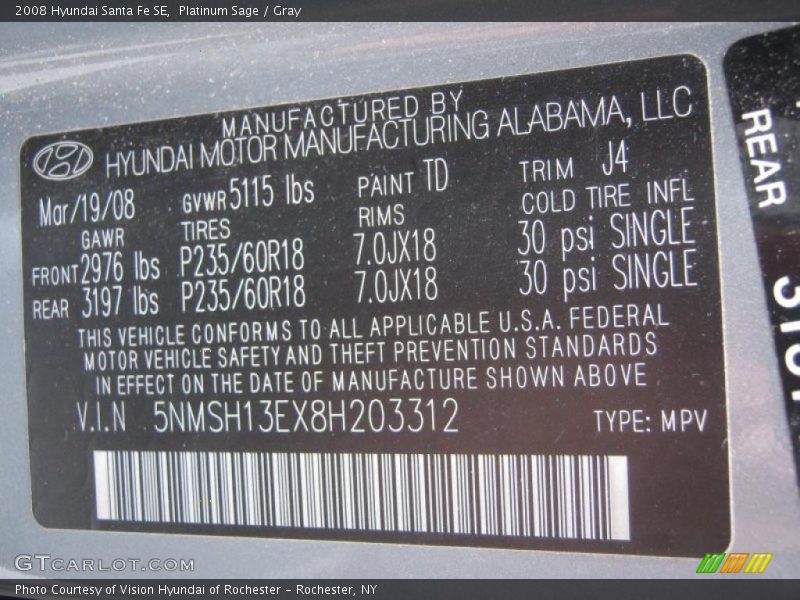 2008 Hyundai Santa Fe SE, Platinum Sage / Gray
MANUFACTURED BY
HYUNDAI MOTOR MANUFACTURING ALABAMA, LLC
Mar/19/08 GVWR 5115 lbs PAINT TD TRIM J4
GAWR TIRES RIMS COLD TIRE INFL
FRONT 2976 lbs P235/60R18 7.0JX18 30 psi SINGLE
REAR 3197 lbs P235/60R18 7.0JX18 30 psi SINGLE
THIS VEHICLE CONFORMS TO ALL APPLICABLE U.S.A. FEDERAL
MOTOR VEHICLE SAFETY AND THEFT PREVENTION STANDARDS
IN EFFECT ON THE DATE OF MANUFACTURE SHOWN ABOVE
V.I.N 5NMSH13EX8H203312 TYPE: MPV
REAR
GTCARLOT.COM
Photo Courtesy of Vision Hyundai of Rochester - Rochester, NY